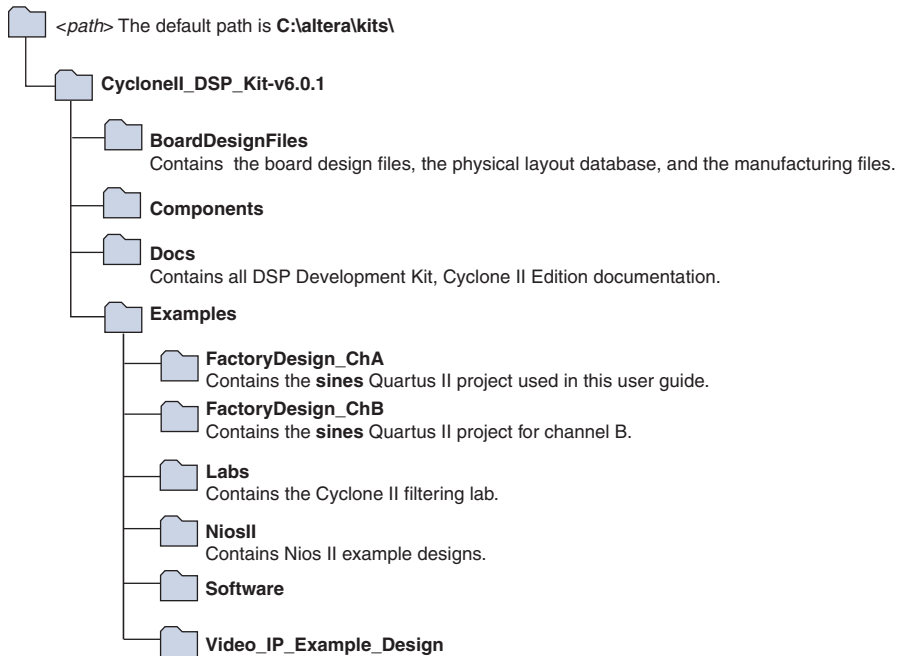 <path> The default path is C:\altera\kits\
CycloneII_DSP_Kit-v6.0.1
BoardDesignFiles
Contains the board design files, the physical layout database, and the manufacturing files.
Components
Docs
Contains all DSP Development Kit, Cyclone II Edition documentation.
Examples
FactoryDesign_ChA
Contains the sines Quartus II project used in this user guide.
FactoryDesign_ChB
Contains the sines Quartus II project for channel B.
Labs
Contains the Cyclone II filtering lab.
NiosII
Contains Nios II example designs.
Software
Video_IP_Example_Design